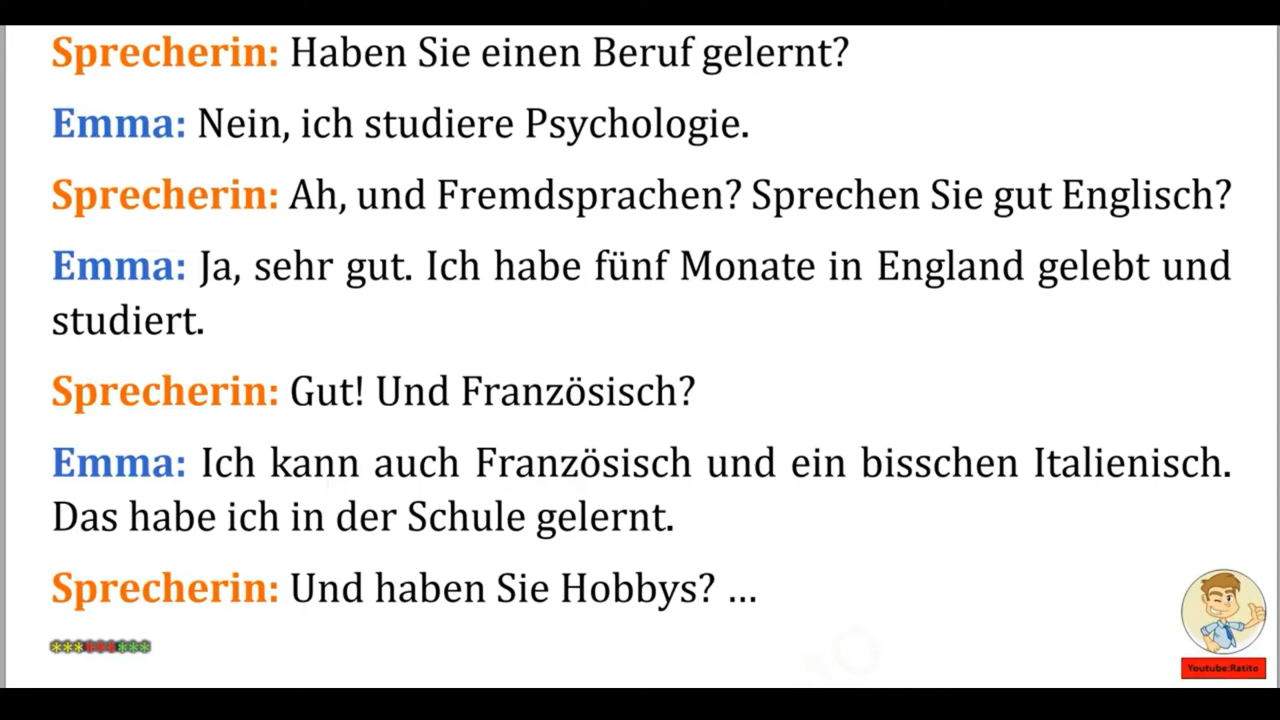 Sprecherin: Haben Sie einen Beruf gelernt?
Emma: Nein, ich studiere Psychologie.
Sprecherin: Ah, und Fremdsprachen? Sprechen Sie gut Englisch?
Emma: Ja, sehr gut. Ich habe fünf Monate in England gelebt und
studiert.
Sprecherin: Gut! Und Französisch?
Emma: Ich kann auch Französisch und ein bisschen Italienisch.
Das habe ich in der Schule gelernt.
Sprecherin: Und haben Sie Hobbys? ...
*********
Youtube:Ratito